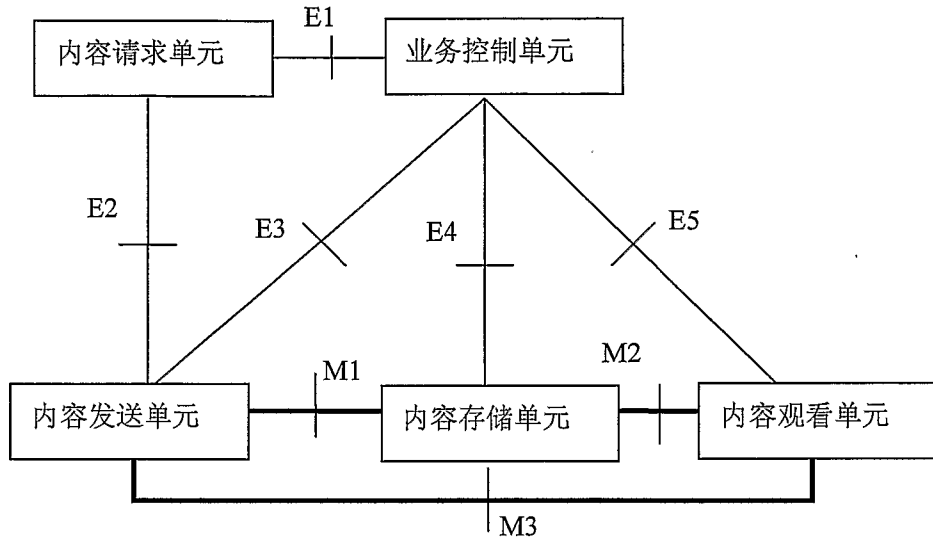 E1
内容请求单元
业务控制单元
E2
E3
E4
E5
M1
M2
内容发送单元
内容存储单元
内容观看单元
M3